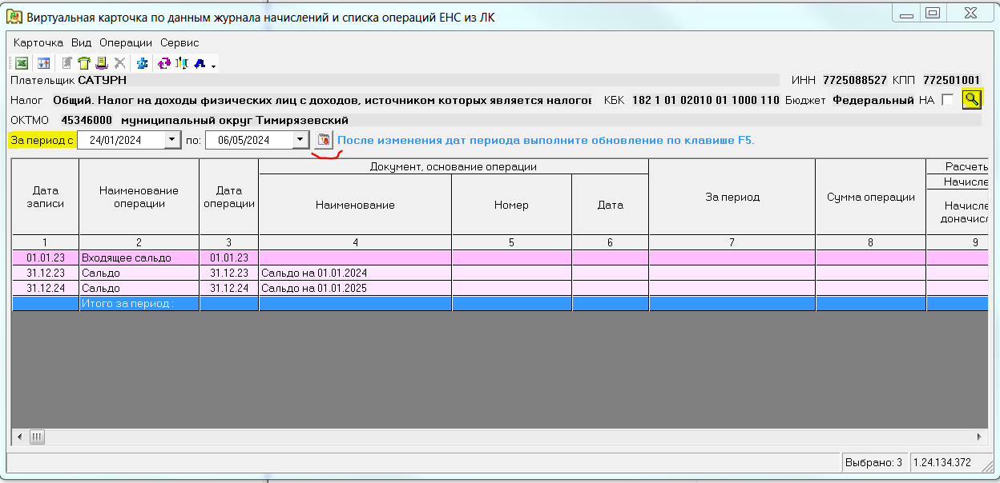 Виртуальная карточка по данным журнала начислений и списка операций ЕНС из ЛК
Карточка Вид Операции Сервис
Плательщик САТУРН ИНН 7725088527 КПП 772501001
Налог Общий. Налог на доходы физических лиц с доходов, источником которых является налогов КБК 182 1 01 02010 01 1000 110 Бюджет Федеральный НА
ОКТМО 45346000 муниципальный округ Тимирязевский
За период с 24/01/2024 по: 06/05/2024 После изменения дат периода выполните обновление по клавише F5.
Документ, основание операции Расчеть
Начисле
Дата записи Наименование операции Дата операции Наименование Номер Дата За период Сумма операции Начисле доначисл
1 2 3 4 5 6 7 8 9
01.01.23 Входящее сальдо 01.01.23
31.12.23 Сальдо 31.12.23 Сальдо на 01.01.2024
31.12.24 Сальдо 31.12.24 Сальдо на 01.01.2025
Итого за период :
Выбрано: 3 1.24.134.372